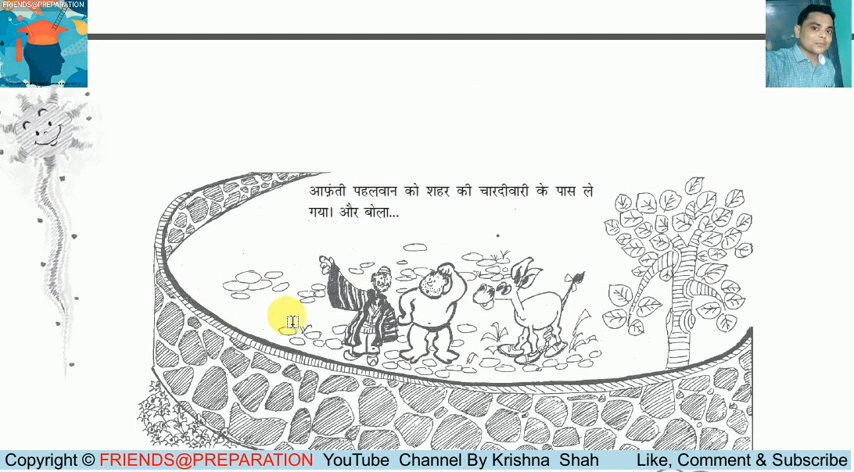 FRIENDS@PREPARATION
आफ़ंती पहलवान को शहर की चारदीवारी के पास ले
गया। और बोला...
Copyright © FRIENDS@PREPARATION YouTube Channel By Krishna Shah Like, Comment & Subscribe